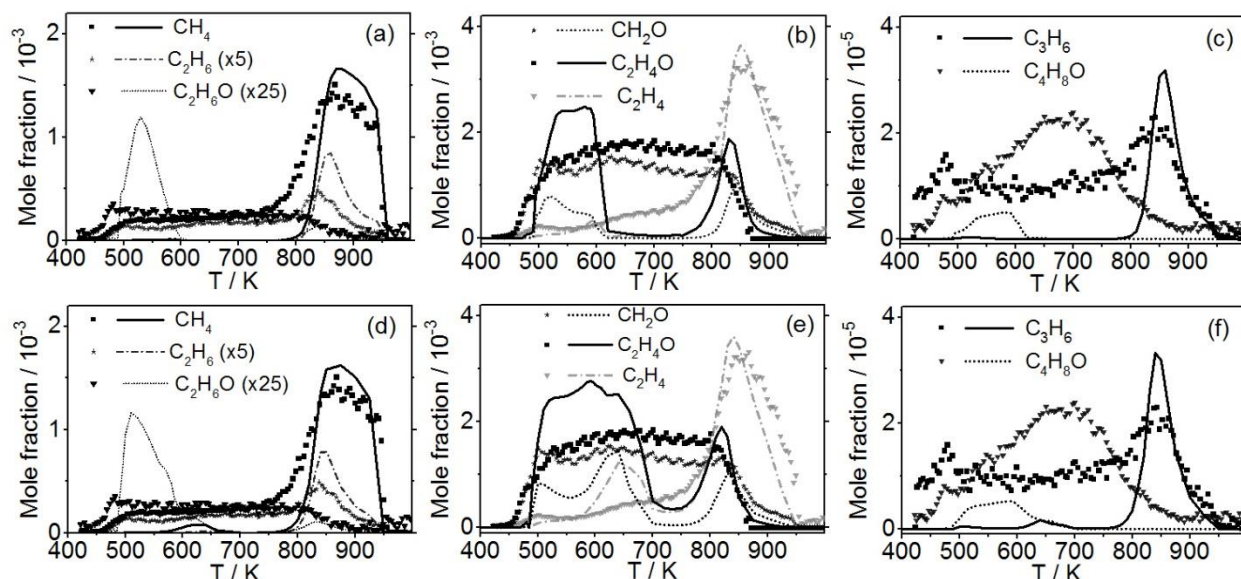 Mole fraction / 10⁻³
2
1
0
(a)
CH₄
C₂H₆ (x5)
C₂H₆O (x25)
400 500 600 700 800 900
T / K
Mole fraction / 10⁻³
4
2
0
(b)
CH₂O
C₂H₄O
C₂H₄
400 500 600 700 800 900
T / K
Mole fraction / 10⁻⁵
4
2
0
(c)
C₃H₆
C₄H₈O
400 500 600 700 800 900
T / K
Mole fraction / 10⁻³
2
1
0
(d)
CH₄
C₂H₆ (x5)
C₂H₆O (x25)
400 500 600 700 800 900
T / K
Mole fraction / 10⁻³
4
2
0
(e)
CH₂O
C₂H₄O
C₂H₄
400 500 600 700 800 900
T / K
Mole fraction / 10⁻⁵
4
2
0
(f)
C₃H₆
C₄H₈O
400 500 600 700 800 900
T / K